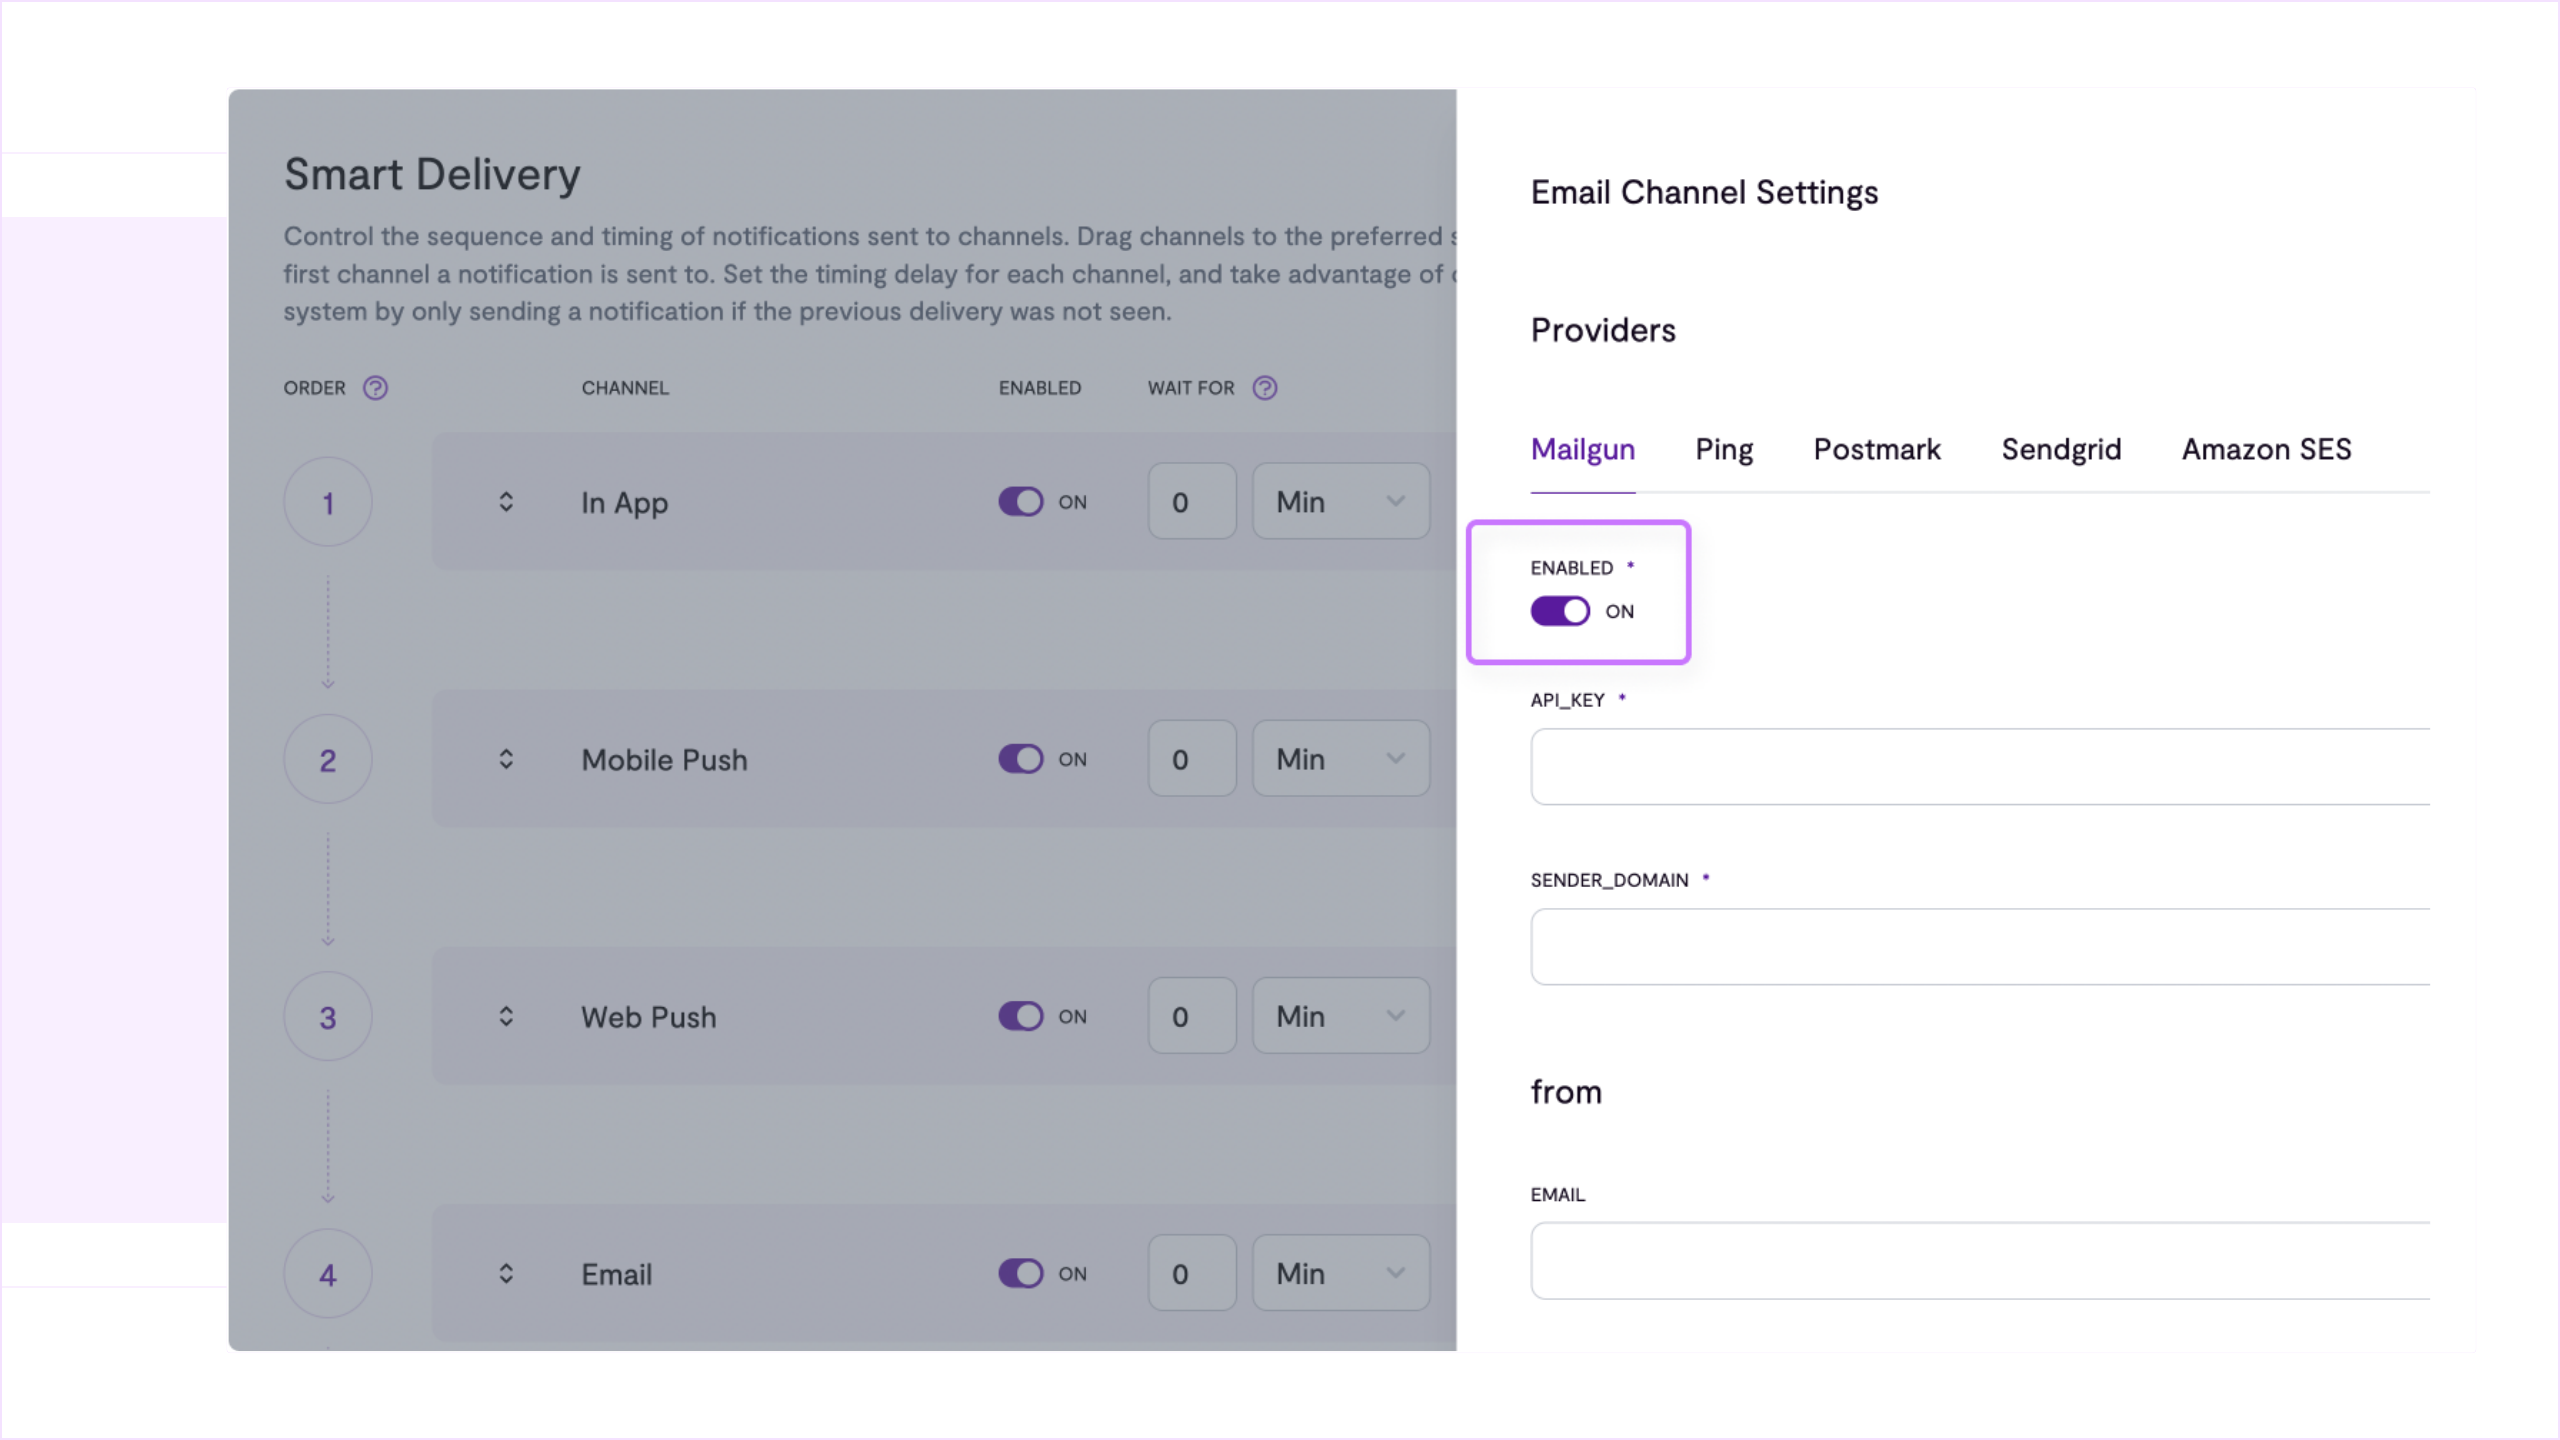 Smart Delivery
Control the sequence and timing of notifications sent to channels. Drag channels to the preferred
first channel a notification is sent to. Set the timing delay for each channel, and take advantage of
system by only sending a notification if the previous delivery was not seen.
ORDER ? CHANNEL ENABLED WAIT FOR ?
1 In App ON 0 Min
2 Mobile Push ON 0 Min
3 Web Push ON 0 Min
4 Email ON 0 Min
Email Channel Settings
Providers
Mailgun Ping Postmark Sendgrid Amazon SES
ENABLED *
ON
API_KEY *
SENDER_DOMAIN *
from
EMAIL